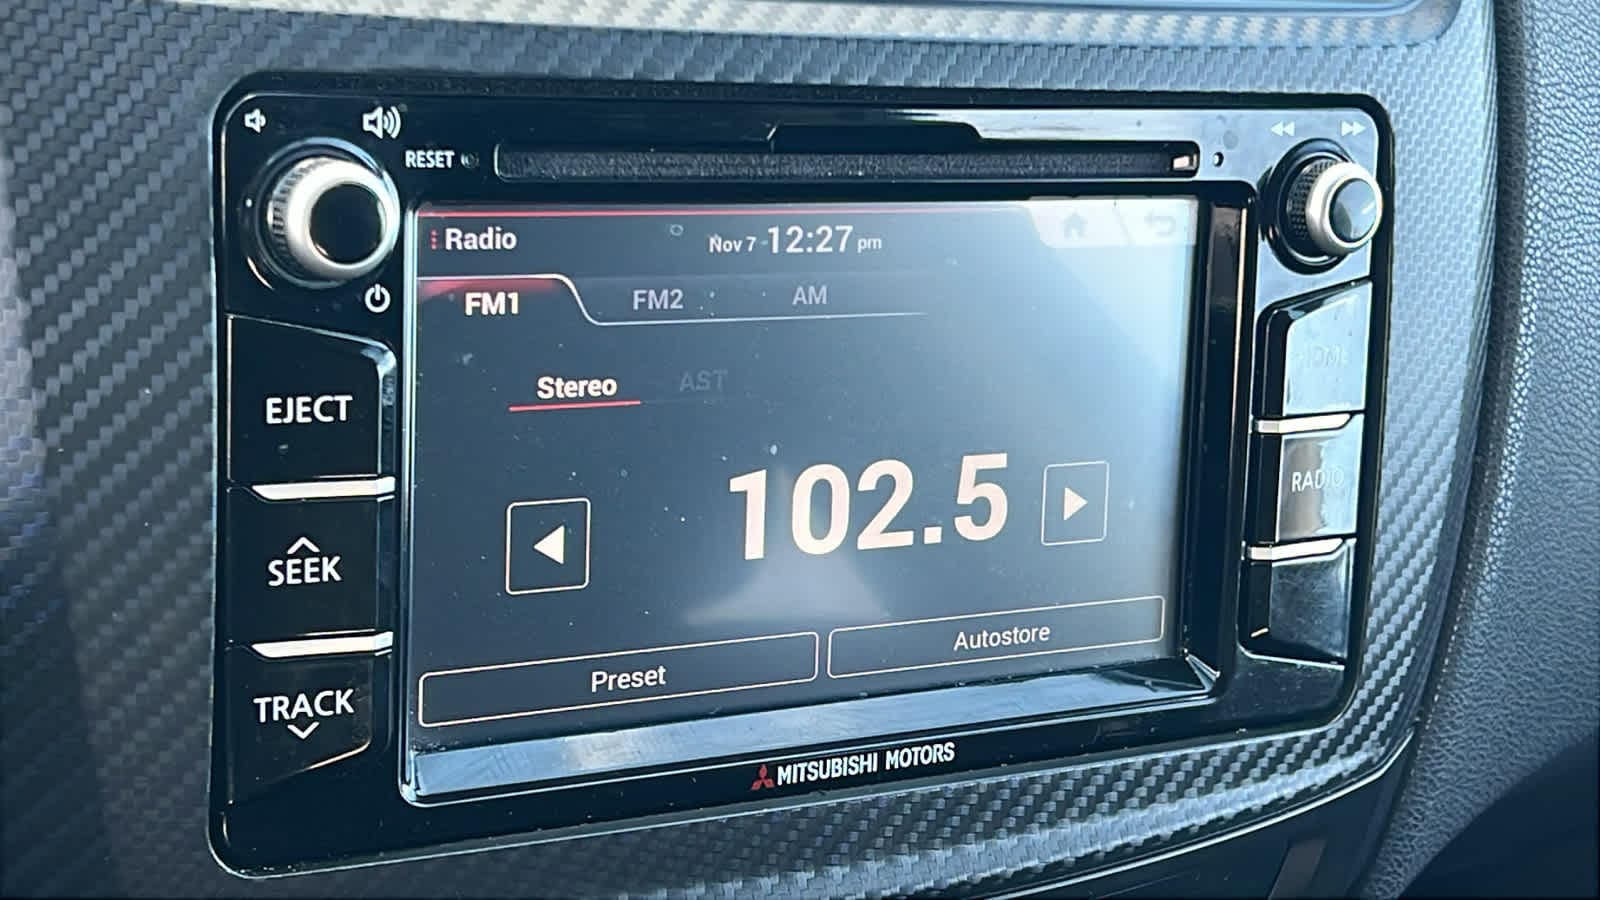 RESET
Radio
Nov 7 12:27 pm
FM1 FM2 AM
Stereo AST
102.5
Preset
Autostore
EJECT
SEEK
TRACK
HOME
RADIO
MITSUBISHI MOTORS